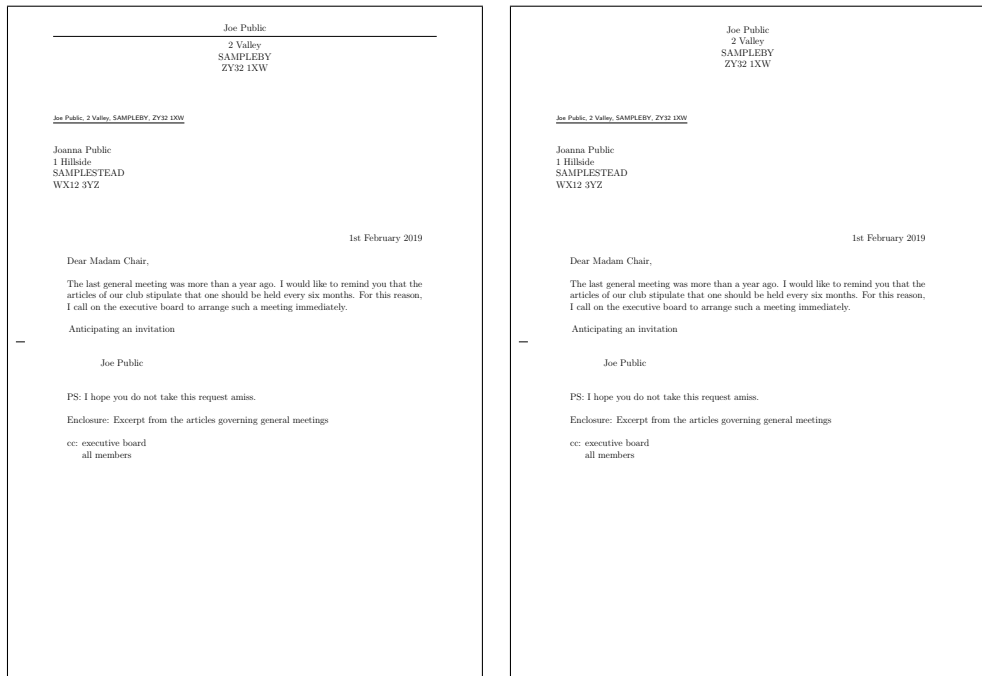 Joe Public
2 Valley
SAMPLEBY
ZY32 1XW
Joe Public, 2 Valley, SAMPLEBY, ZY32 1XW
Joanna Public
1 Hillside
SAMPLESTEAD
WX12 3YZ
1st February 2019
Dear Madam Chair,
The last general meeting was more than a year ago. I would like to remind you that the
articles of our club stipulate that one should be held every six months. For this reason,
I call on the executive board to arrange such a meeting immediately.
Anticipating an invitation
Joe Public
PS: I hope you do not take this request amiss.
Enclosure: Excerpt from the articles governing general meetings
cc: executive board
all members
Joe Public
2 Valley
SAMPLEBY
ZY32 1XW
Joe Public, 2 Valley, SAMPLEBY, ZY32 1XW
Joanna Public
1 Hillside
SAMPLESTEAD
WX12 3YZ
1st February 2019
Dear Madam Chair,
The last general meeting was more than a year ago. I would like to remind you that the
articles of our club stipulate that one should be held every six months. For this reason,
I call on the executive board to arrange such a meeting immediately.
Anticipating an invitation
Joe Public
PS: I hope you do not take this request amiss.
Enclosure: Excerpt from the articles governing general meetings
cc: executive board
all members